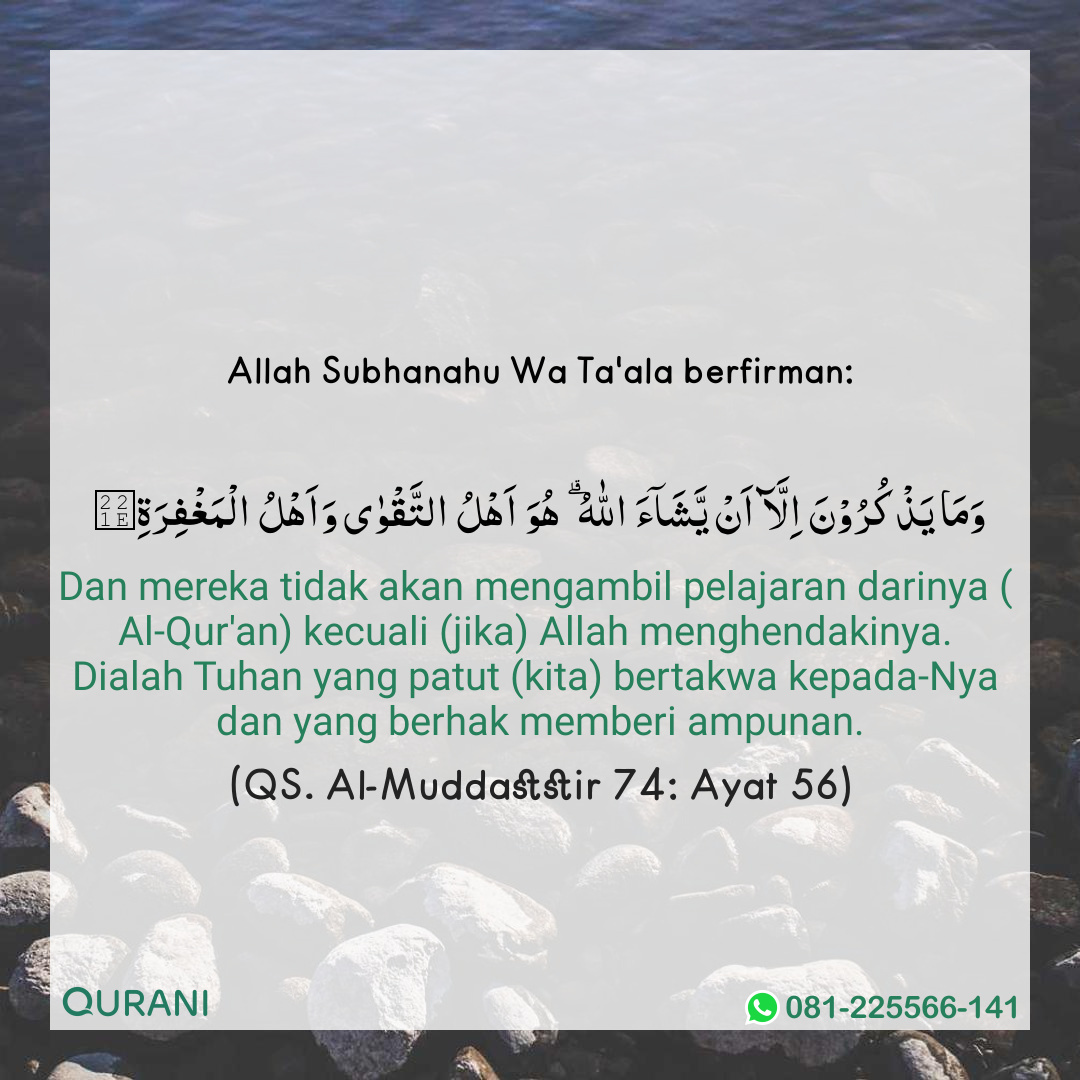 Allah Subhanahu Wa Ta'ala berfirman:
وَمَا يَذْكُرُوْنَ اِلَّآ اَنْ يَّشَاۤءَ اللّٰهُ ۗهُوَ اَهْلُ التَّقْوٰى وَاَهْلُ الْمَغْفِرَةِ
Dan mereka tidak akan mengambil pelajaran darinya (
Al-Qur'an) kecuali (jika) Allah menghendakinya.
Dialah Tuhan yang patut (kita) bertakwa kepada-Nya
dan yang berhak memberi ampunan.
(QS. Al-Muddaststir 74: Ayat 56)
QURANI
081-225566-141